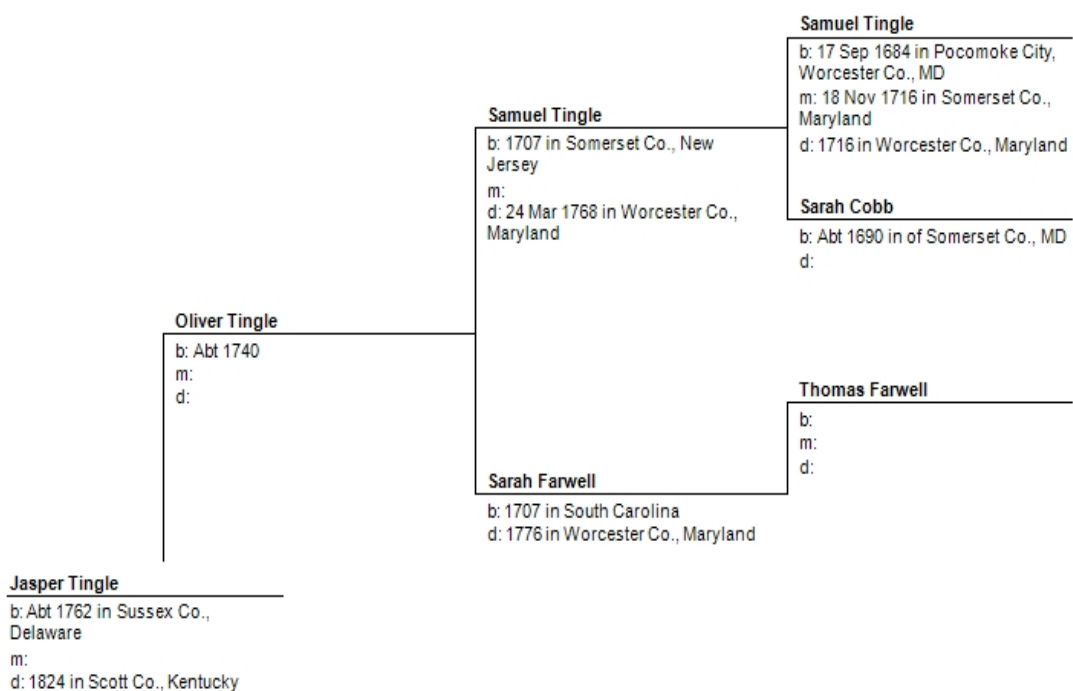 Samuel Tingle
b: 17 Sep 1684 in Pocomoke City,
Worcester Co., MD
m: 18 Nov 1716 in Somerset Co.,
Maryland
d: 1716 in Worcester Co., Maryland
Samuel Tingle
b: 1707 in Somerset Co., New
Jersey
m:
d: 24 Mar 1768 in Worcester Co.,
Maryland
Sarah Cobb
b: Abt 1690 in of Somerset Co., MD
d:
Oliver Tingle
b: Abt 1740
m:
d:
Thomas Farwell
b:
m:
d:
Sarah Farwell
b: 1707 in South Carolina
d: 1776 in Worcester Co., Maryland
Jasper Tingle
b: Abt 1762 in Sussex Co.,
Delaware
m:
d: 1824 in Scott Co., Kentucky